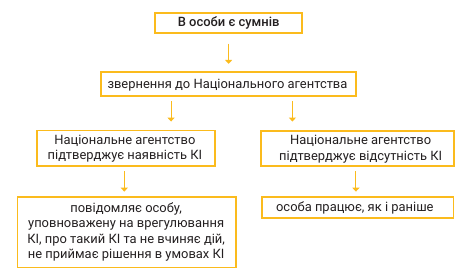 В особи є сумнів
звернення до Національного агентства
Національне агентство
підтверджує наявність КІ
Національне агентство
підтверджує відсутність КІ
повідомляє особу,
уповноважену на врегулювання
КІ, про такий КІ та не вчиняє дій,
не приймає рішення в умовах КІ
особа працює, як і раніше